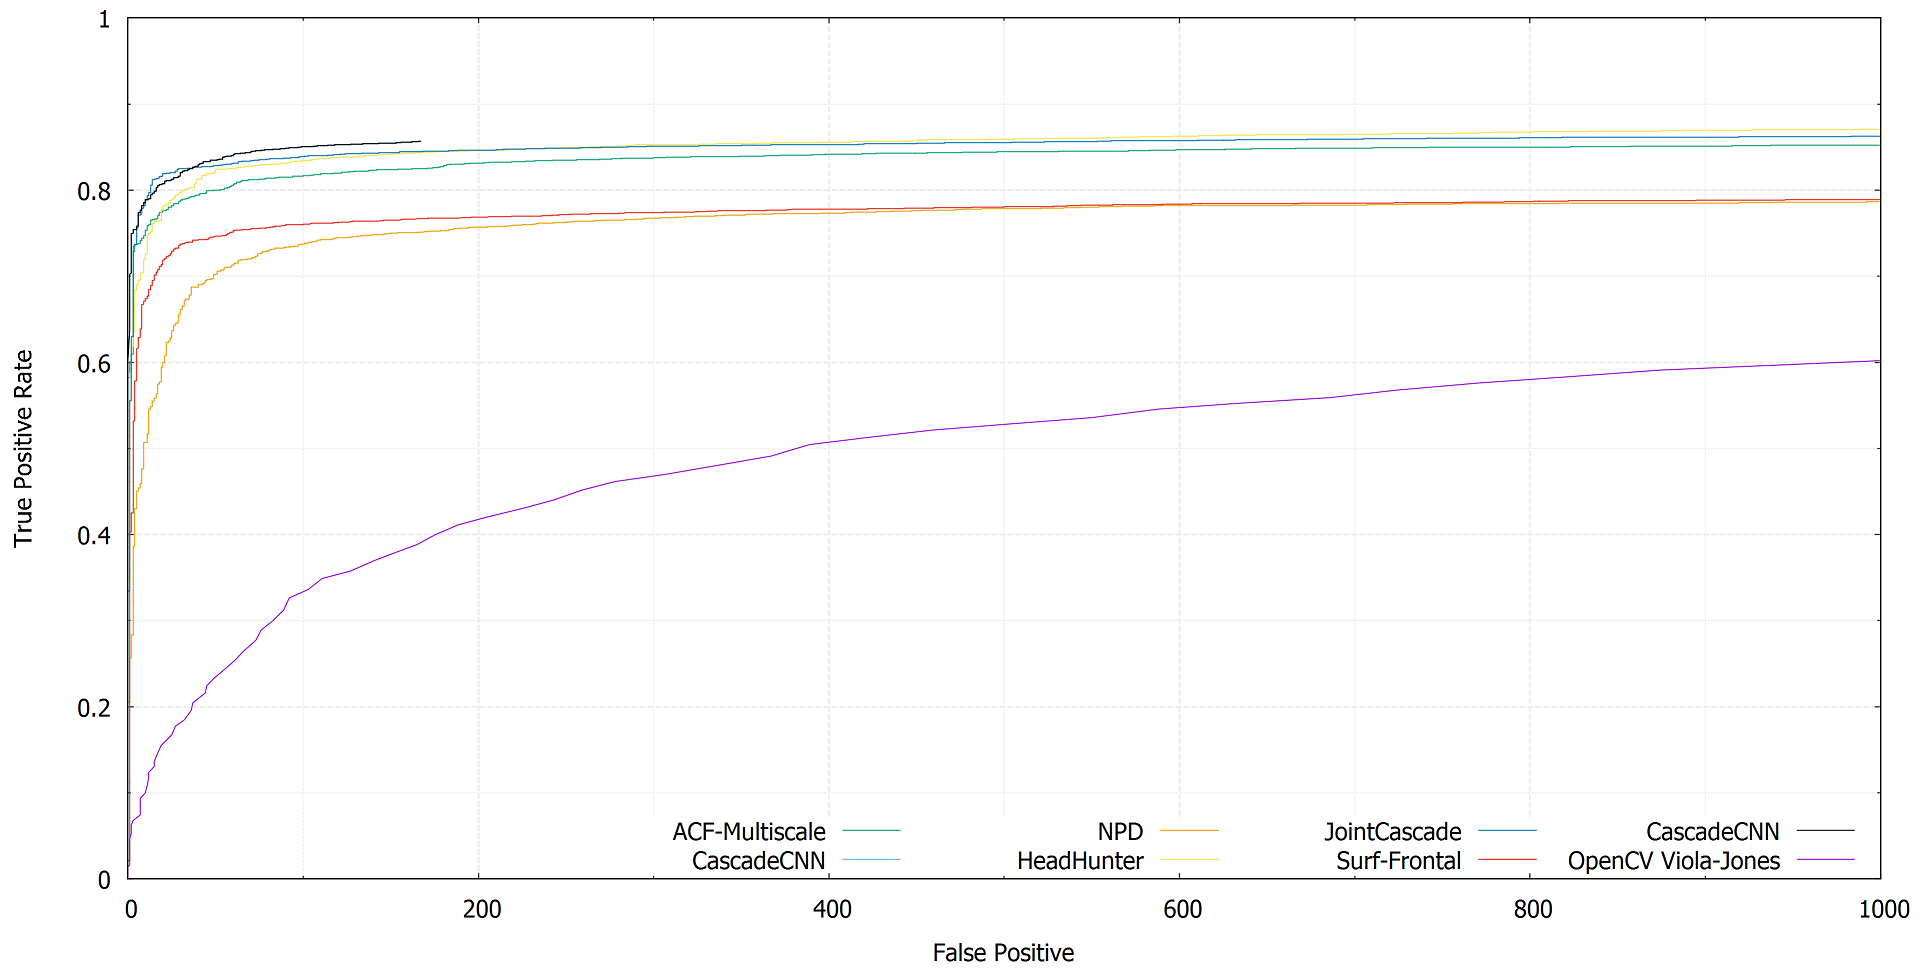 1
0.8
0.6
0.4
0.2
0
True Positive Rate
ACF-Multiscale NPD JointCascade CascadeCNN
CascadeCNN HeadHunter Surf-Frontal OpenCV Viola-Jones
0 200 400 600 800 1000
False Positive